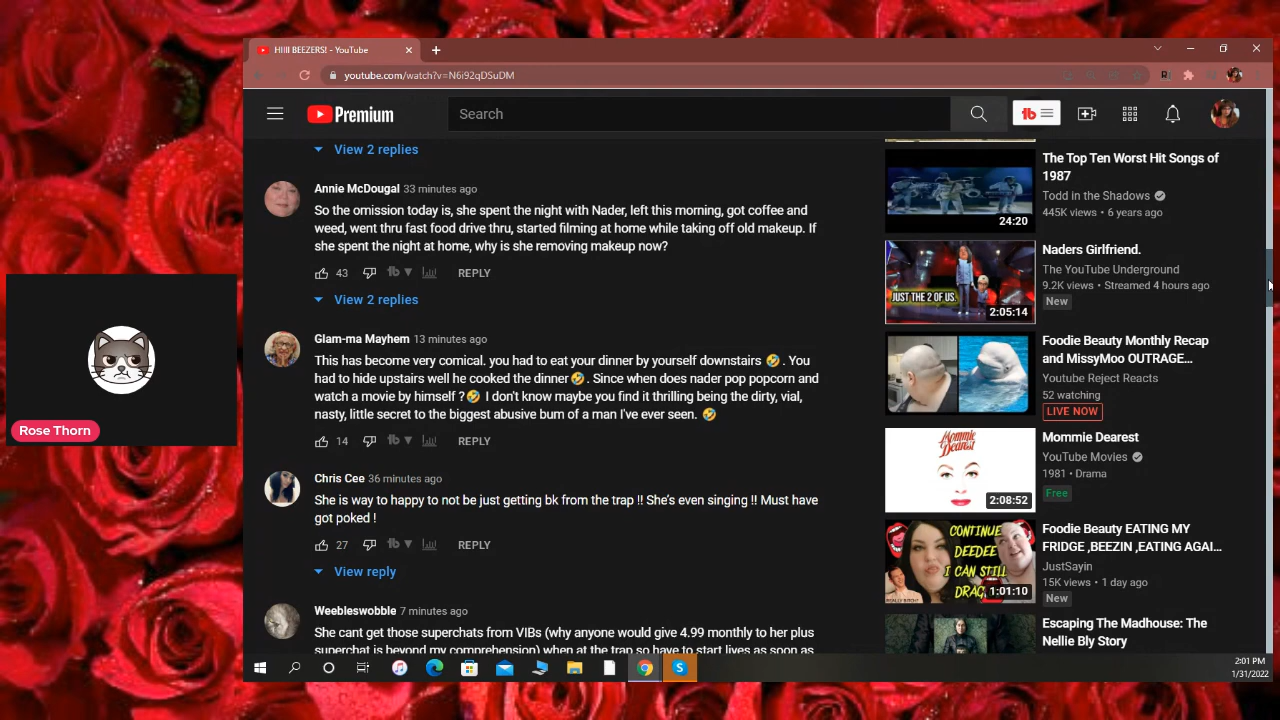 HIIII BEEZERS! - YouTube
youtube.com/watch?v=N6i92qDSuDM
Premium
Search
View 2 replies
Annie McDougal 33 minutes ago
So the omission today is, she spent the night with Nader, left this morning, got coffee and
weed, went thru fast food drive thru, started filming at home while taking off old makeup. If
she spent the night at home, why is she removing makeup now?
43 REPLY
View 2 replies
Glam-ma Mayhem 13 minutes ago
This has become very comical. you had to eat your dinner by yourself downstairs 🤣. You
had to hide upstairs well he cooked the dinner🤣. Since when does nader pop popcorn and
watch a movie by himself ?🤣 I don't know maybe you find it thrilling being the dirty, vial,
nasty, little secret to the biggest abusive bum of a man I've ever seen. 🤣
14 REPLY
Chris Cee 36 minutes ago
She is way to happy to not be just getting bk from the trap !! She's even singing !! Must have
got poked !
27 REPLY
View reply
Weebleswobble 7 minutes ago
She cant get those superchats from VIBs (why anyone would give 4.99 monthly to her plus
superchat is beyond my comprehension) when at the trap so have to start lives as soon as
The Top Ten Worst Hit Songs of
1987
Todd in the Shadows
445K views • 6 years ago
24:20
Naders Girlfriend.
The YouTube Underground
9.2K views • Streamed 4 hours ago
New
JUST THE 2 OF US
2:05:14
Foodie Beauty Monthly Recap
and MissyMoo OUTRAGE...
Youtube Reject Reacts
52 watching
LIVE NOW
Mommie Dearest
YouTube Movies
1981 • Drama
Free
Mommie
Dearest
2:08:52
Foodie Beauty EATING MY
FRIDGE ,BEEZIN ,EATING AGAI...
JustSayin
15K views • 1 day ago
New
CONTINUE
DEEDEE
I CAN STILL
DRAG
1:01:10
Escaping The Madhouse: The
Nellie Bly Story
Rose Thorn
2:01 PM
1/31/2022